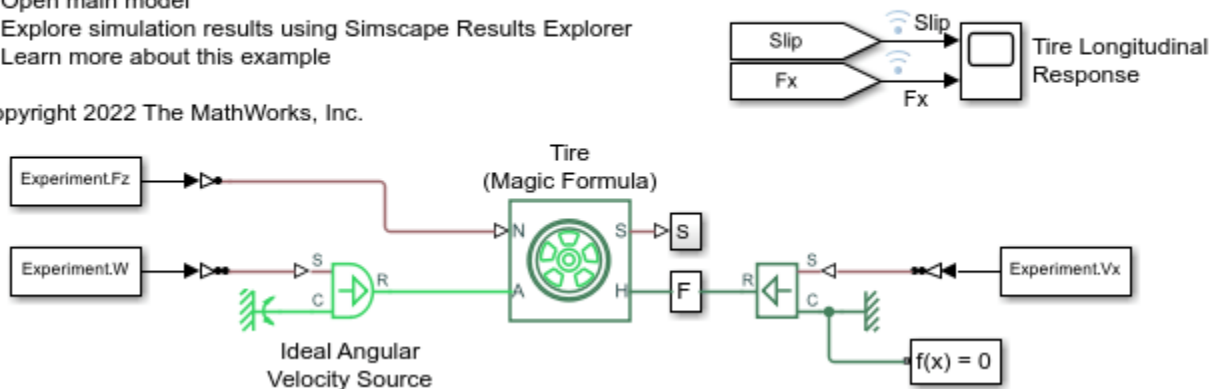 Open main model
Explore simulation results using Simscape Results Explorer
Learn more about this example
opyright 2022 The MathWorks, Inc.
Slip
Slip
Fx
Fx
Tire Longitudinal
Response
Tire
(Magic Formula)
Experiment.Fz
N
S
S
Experiment.W
S
C
R
A
H
F
R
S
C
Experiment.Vx
f(x) = 0
Ideal Angular
Velocity Source